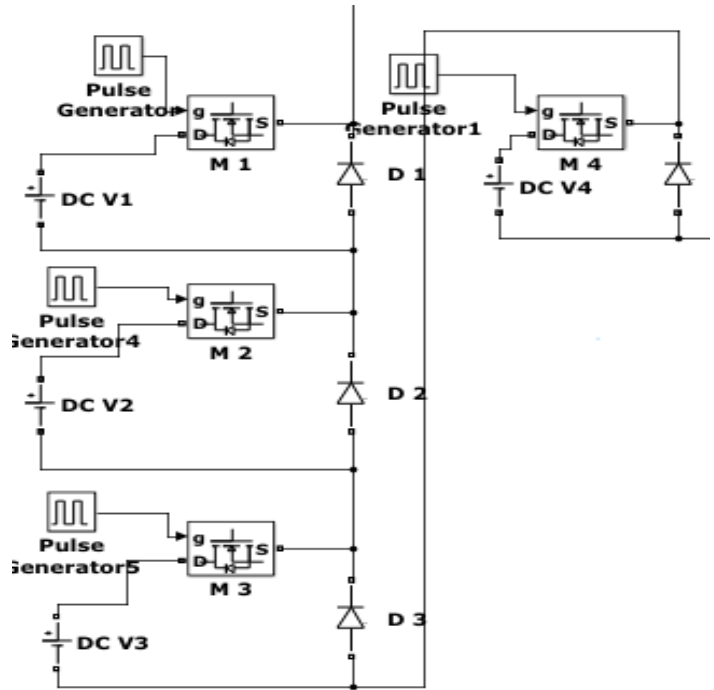 Pulse
Generator
g
D
S
M 1
DC V1
D 1
Pulse
Generator4
g
D
S
M 2
DC V2
D 2
Pulse
Generator5
g
D
S
M 3
DC V3
D 3
Pulse
Generator1
g
D
S
M 4
DC V4